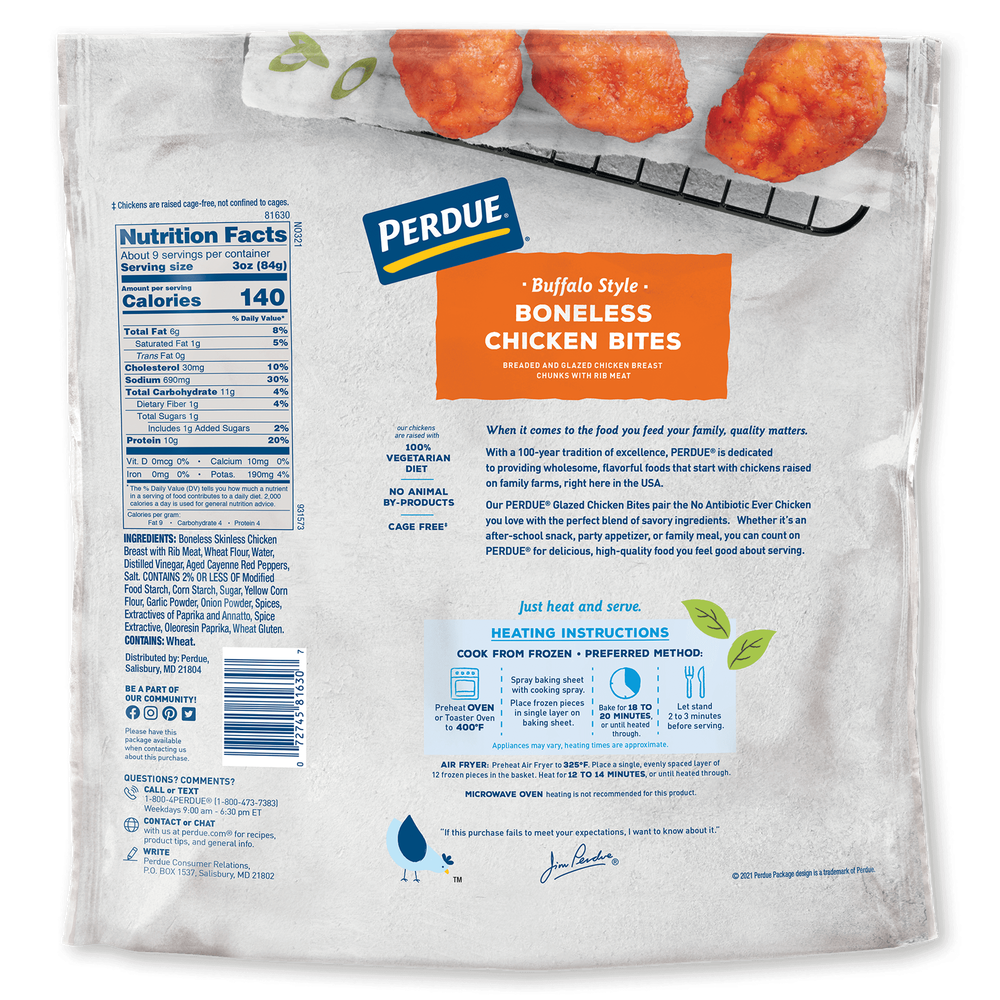 ‡ Chickens are raised cage-free, not confined to cages.
81630
N0321
Nutrition Facts
About 9 servings per container
Serving size 3oz (84g)
Amount per serving
Calories 140
% Daily Value*
Total Fat 6g 8%
Saturated Fat 1g 5%
Trans Fat 0g
Cholesterol 30mg 10%
Sodium 690mg 30%
Total Carbohydrate 11g 4%
Dietary Fiber 1g 4%
Total Sugars 1g
Includes 1g Added Sugars 2%
Protein 10g 20%
Vit. D 0mcg 0% • Calcium 10mg 0%
Iron 0mg 0% • Potas. 190mg 4%
*The % Daily Value (DV) tells you how much a nutrient
in a serving of food contributes to a daily diet. 2,000
calories a day is used for general nutrition advice.
Calories per gram:
Fat 9 • Carbohydrate 4 • Protein 4
931573
INGREDIENTS: Boneless Skinless Chicken
Breast with Rib Meat, Wheat Flour, Water,
Distilled Vinegar, Aged Cayenne Red Peppers,
Salt. CONTAINS 2% OR LESS OF Modified
Food Starch, Corn Starch, Sugar, Yellow Corn
Flour, Garlic Powder, Onion Powder, Spices,
Extractives of Paprika and Annatto, Spice
Extractive, Oleoresin Paprika, Wheat Gluten.
CONTAINS: Wheat.
Distributed by: Perdue,
Salisbury, MD 21804
BE A PART OF
OUR COMMUNITY!
Please have this
package available
when contacting us
about this purchase.
0 72745 81630 7
QUESTIONS? COMMENTS?
CALL or TEXT
1-800-4PERDUE® (1-800-473-7383)
Weekdays 9:00 am - 6:30 pm ET
CONTACT or CHAT
with us at perdue.com® for recipes,
product tips, and general info.
WRITE
Perdue Consumer Relations,
P.O. BOX 1537, Salisbury, MD 21802
PERDUE®
• Buffalo Style •
BONELESS
CHICKEN BITES
BREADED AND GLAZED CHICKEN BREAST
CHUNKS WITH RIB MEAT
our chickens
are raised with
100%
VEGETARIAN
DIET
NO ANIMAL
BY-PRODUCTS
CAGE FREE‡
When it comes to the food you feed your family, quality matters.
With a 100-year tradition of excellence, PERDUE® is dedicated
to providing wholesome, flavorful foods that start with chickens raised
on family farms, right here in the USA.
Our PERDUE® Glazed Chicken Bites pair the No Antibiotic Ever Chicken
you love with the perfect blend of savory ingredients. Whether it's an
after-school snack, party appetizer, or family meal, you can count on
PERDUE® for delicious, high-quality food you feel good about serving.
Just heat and serve.
HEATING INSTRUCTIONS
COOK FROM FROZEN • PREFERRED METHOD:
Preheat OVEN
or Toaster Oven
to 400°F
Spray baking sheet
with cooking spray.
Place frozen pieces
in single layer on
baking sheet.
Bake for 18 TO
20 MINUTES,
or until heated
through.
Let stand
2 to 3 minutes
before serving.
Appliances may vary, heating times are approximate.
AIR FRYER: Preheat Air Fryer to 325°F. Place a single, evenly spaced layer of
12 frozen pieces in the basket. Heat for 12 TO 14 MINUTES, or until heated through.
MICROWAVE OVEN heating is not recommended for this product.
"If this purchase fails to meet your expectations, I want to know about it."
Jim Perdue®
TM
© 2021 Perdue Package design is a trademark of Perdue.